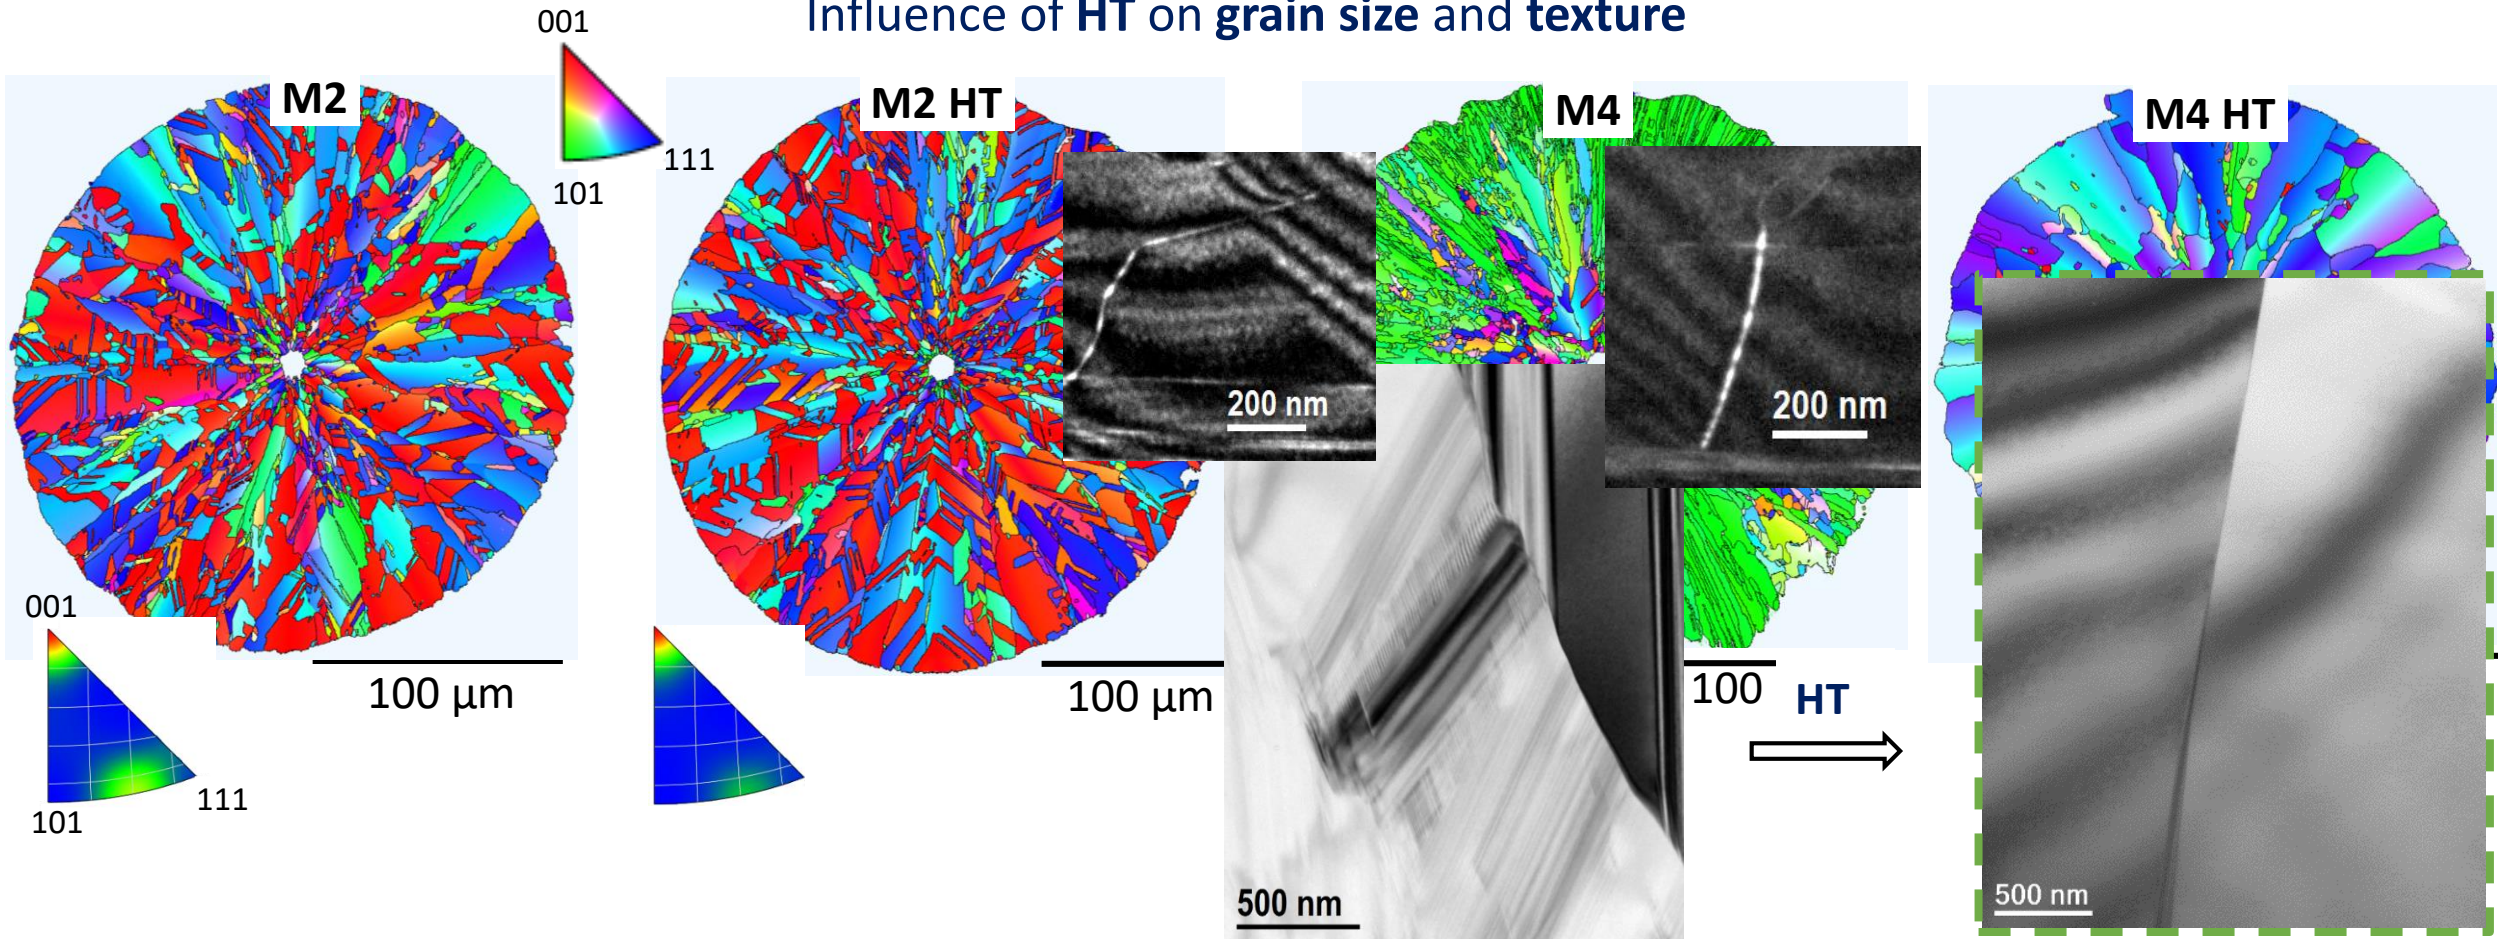 Influence of HT on grain size and texture
001
111
101
M2
M2 HT
M4
M4 HT
200 nm
200 nm
001
111
101
100 µm
100 µm
100
HT
500 nm
500 nm